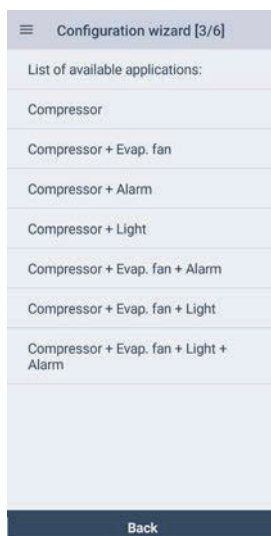 Configuration wizard [3/6]
List of available applications:
Compressor
Compressor + Evap. fan
Compressor + Alarm
Compressor + Light
Compressor + Evap. fan + Alarm
Compressor + Evap. fan + Light
Compressor + Evap. fan + Light +
Alarm
Back